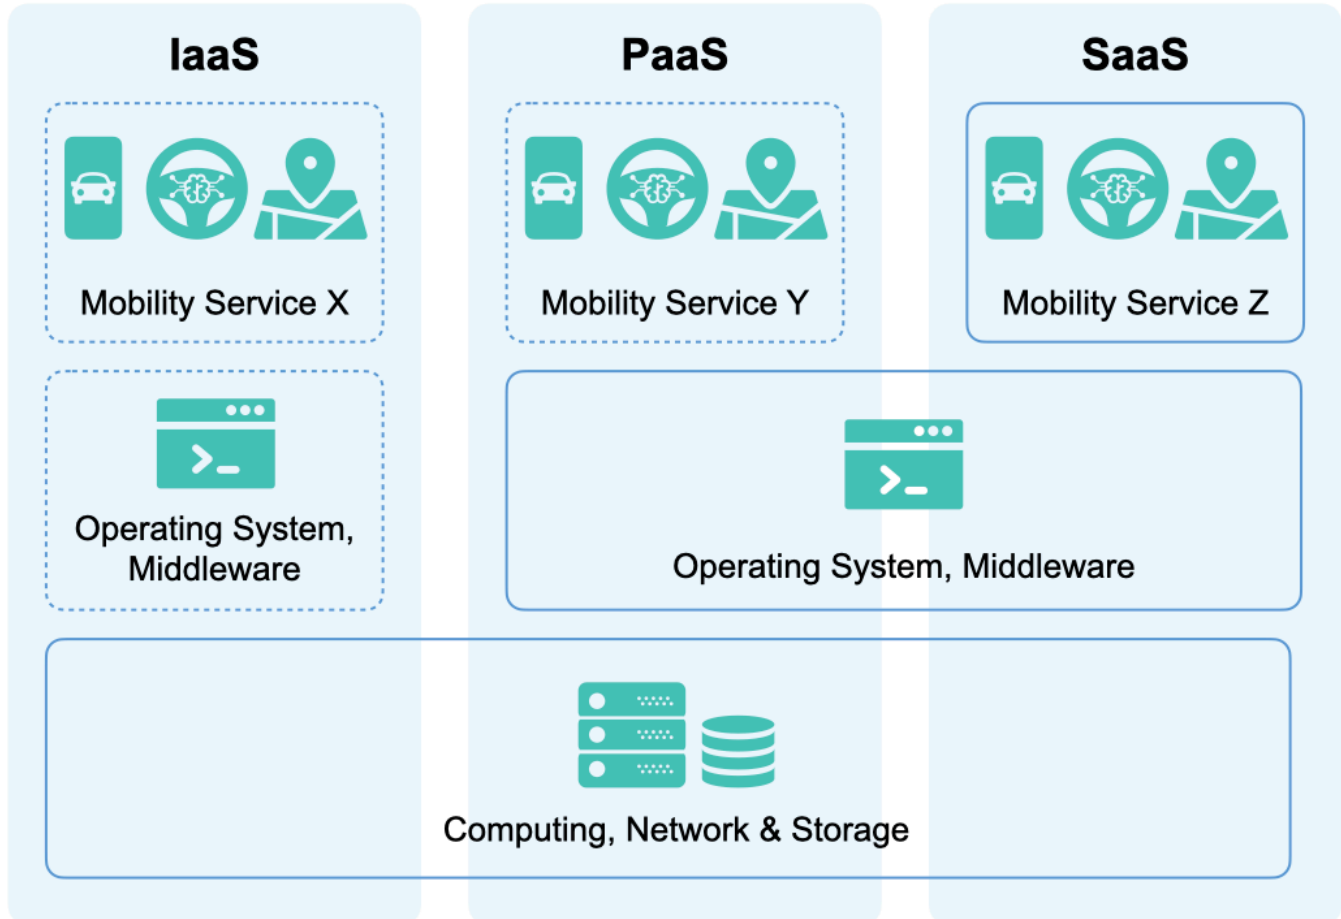 IaaS
PaaS
SaaS
Mobility Service X
Mobility Service Y
Mobility Service Z
Operating System,
Middleware
Operating System, Middleware
Computing, Network & Storage